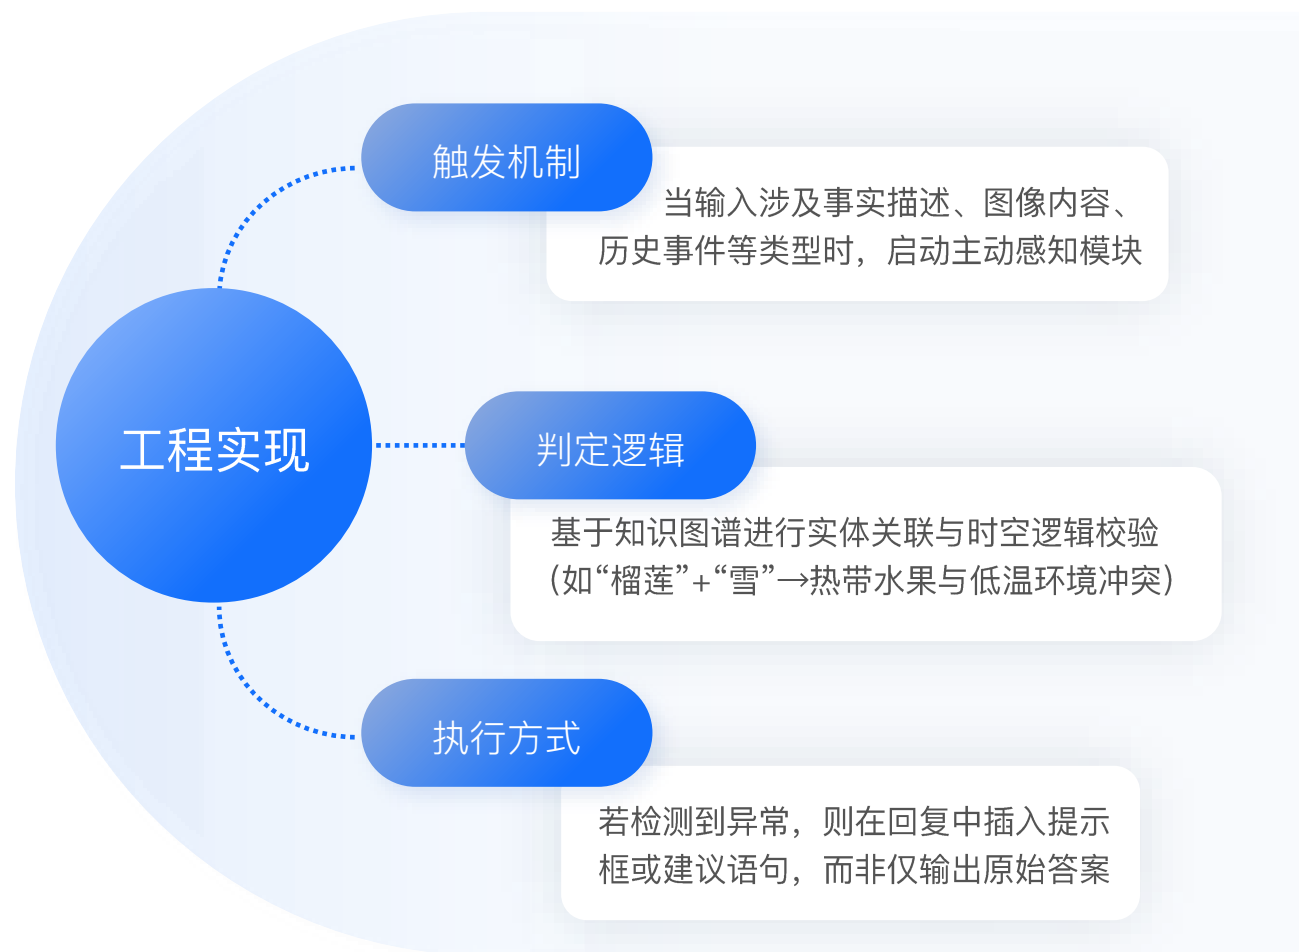 工程实现
触发机制
当输入涉及事实描述、图像内容、
历史事件等类型时，启动主动感知模块
判定逻辑
基于知识图谱进行实体关联与时空逻辑校验
（如“榴莲”+“雪”→热带水果与低温环境冲突）
执行方式
若检测到异常，则在回复中插入提示
框或建议语句，而非仅输出原始答案